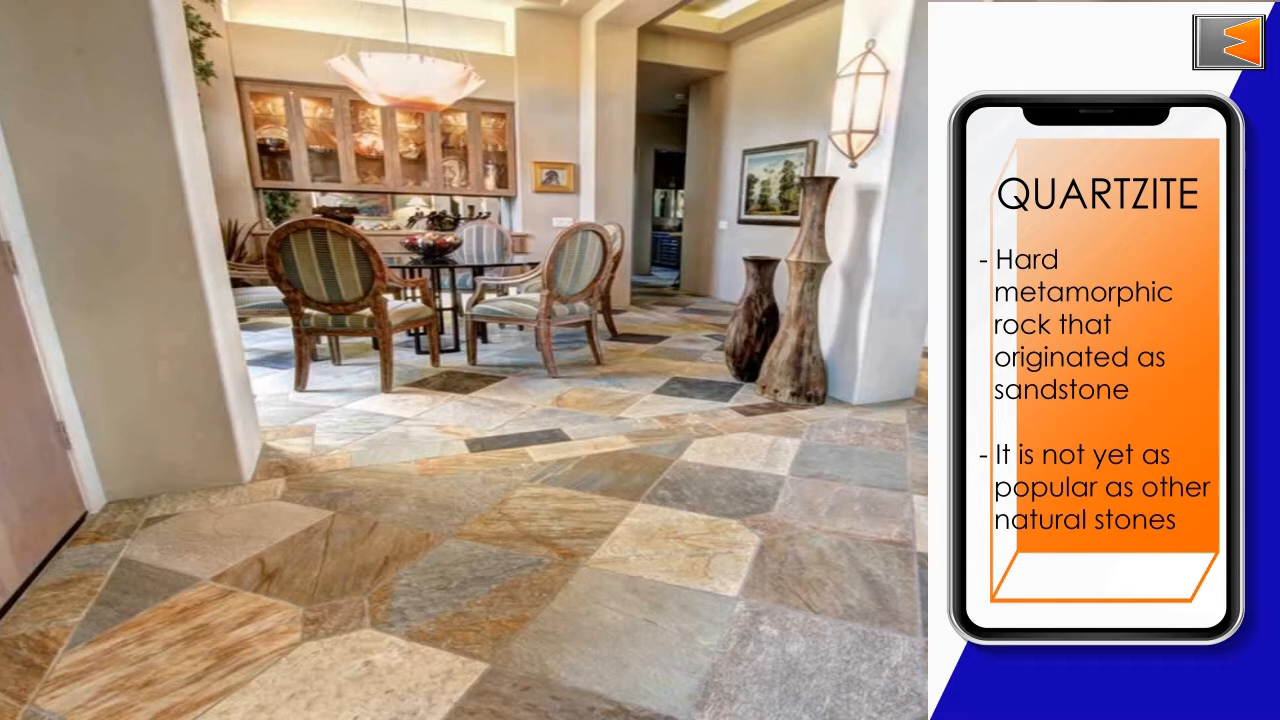 QUARTZITE
- Hard
metamorphic
rock that
originated as
sandstone
- It is not yet as
popular as other
natural stones